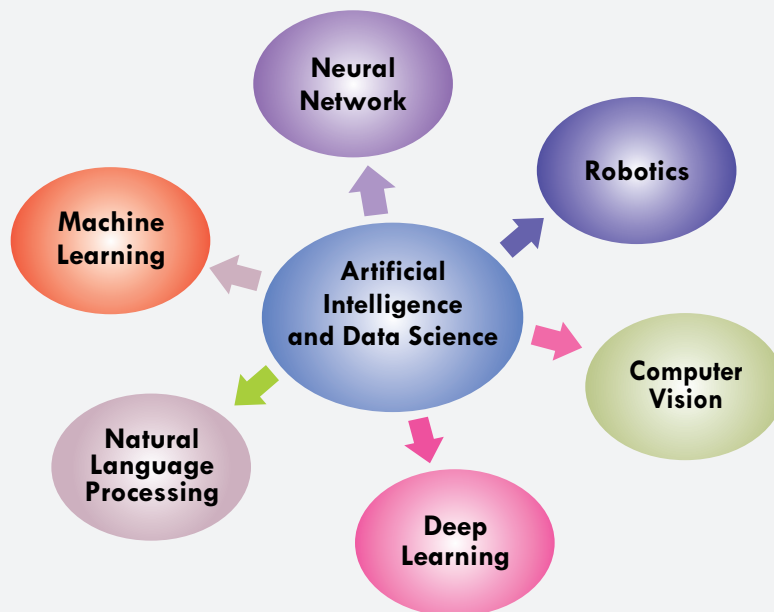 Neural
Network
Robotics
Machine
Learning
Artificial
Intelligence
and Data Science
Computer
Vision
Natural
Language
Processing
Deep
Learning